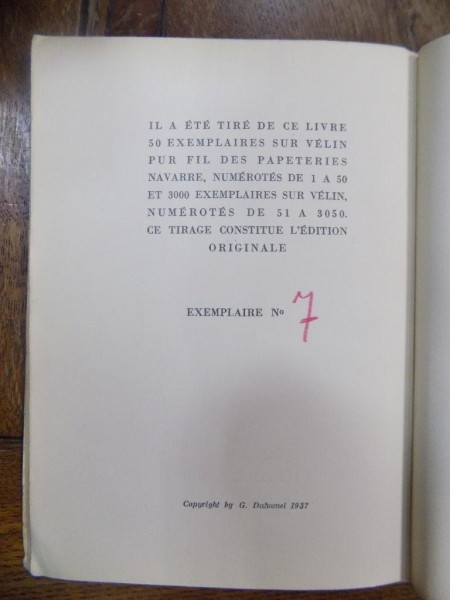 IL A ÉTÉ TIRÉ DE CE LIVRE
50 EXEMPLAIRES SUR VÉLIN
PUR FIL DES PAPETERIES
NAVARRE, NUMÉROTÉS DE 1 A 50
ET 3000 EXEMPLAIRES SUR VÉLIN,
NUMÉROTÉS DE 51 A 3050.
CE TIRAGE CONSTITUE L'ÉDITION
ORIGINALE
EXEMPLAIRE Nº 7
Copyright by G. Duhamel 1937